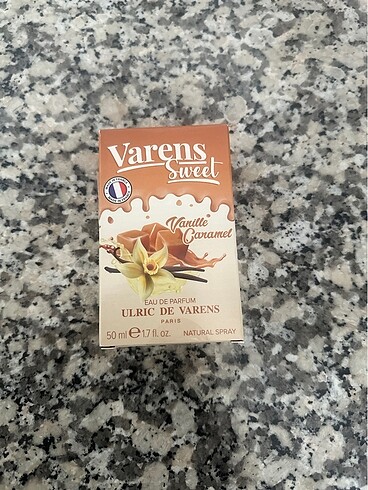 Varens
Sweet
Vanille
Caramel
EAU DE PARFUM
ULRIC DE VARENS
PARIS
50 ml e 1.7 fl. oz. NATURAL SPRAY